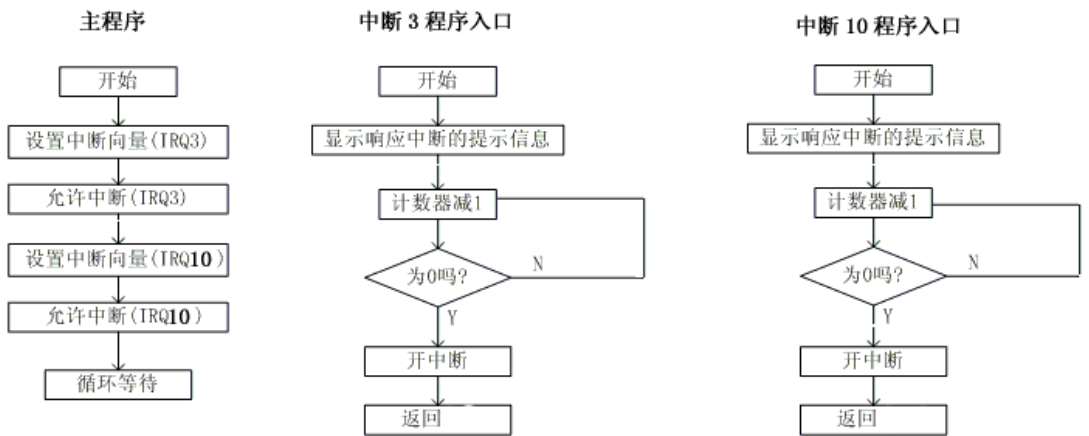 主程序
开始
设置中断向量(IRQ3)
允许中断(IRQ3)
设置中断向量(IRQ10)
允许中断(IRQ10)
循环等待
中断 3 程序入口
开始
显示响应中断的提示信息
计数器减1
为0吗?
N
Y
开中断
返回
中断 10 程序入口
开始
显示响应中断的提示信息
计数器减1
为0吗?
N
Y
开中断
返回